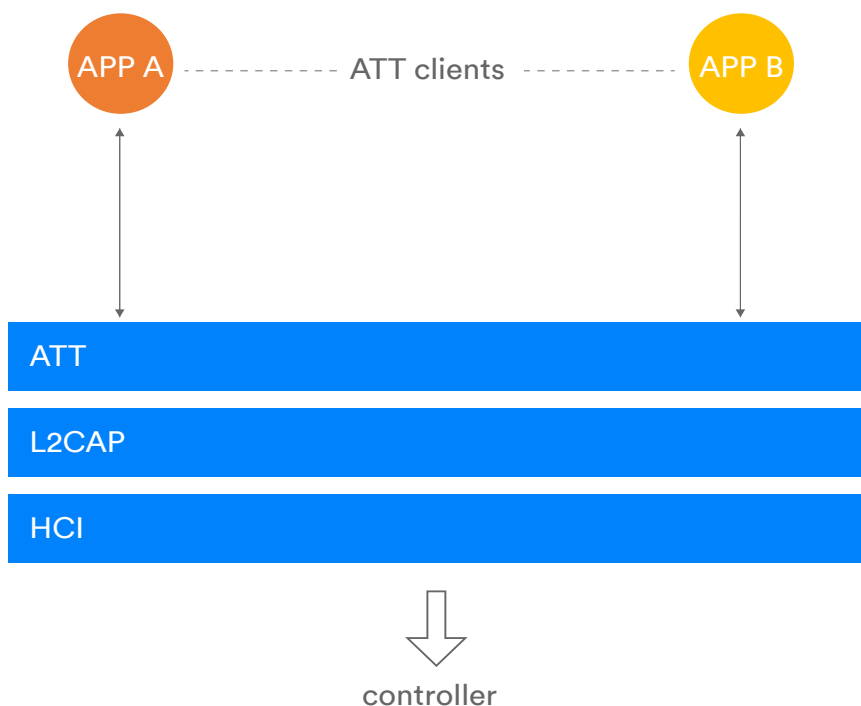 APP A
ATT clients
APP B
ATT
L2CAP
HCI
controller